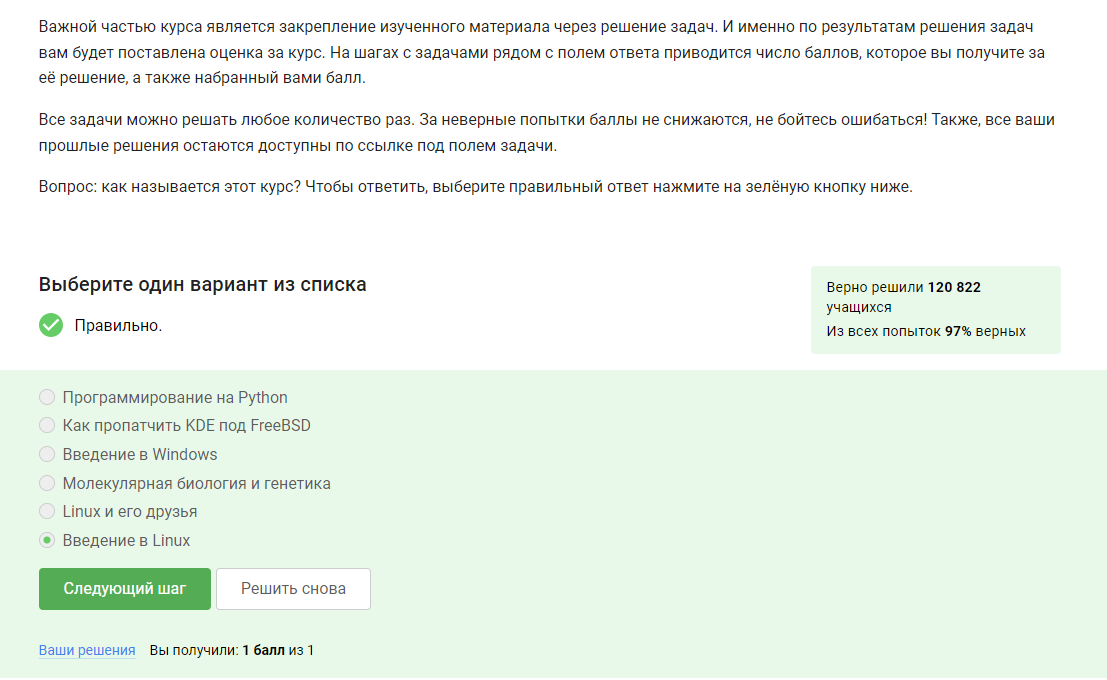 Важной частью курса является закрепление изученного материала через решение задач. И именно по результатам решения задач
вам будет поставлена оценка за курс. На шагах с задачами рядом с полем ответа приводится число баллов, которое вы получите за
её решение, а также набранный вами балл.
Все задачи можно решать любое количество раз. За неверные попытки баллы не снижаются, не бойтесь ошибаться! Также, все ваши
прошлые решения остаются доступны по ссылке под полем задачи.
Вопрос: как называется этот курс? Чтобы ответить, выберите правильный ответ нажмите на зелёную кнопку ниже.
Выберите один вариант из списка
Правильно.
Верно решили 120 822
учащихся
Из всех попыток 97% верных
Программирование на Python
Как пропатчить KDE под FreeBSD
Введение в Windows
Молекулярная биология и генетика
Linux и его друзья
Введение в Linux
Следующий шаг
Решить снова
Ваши решения Вы получили: 1 балл из 1